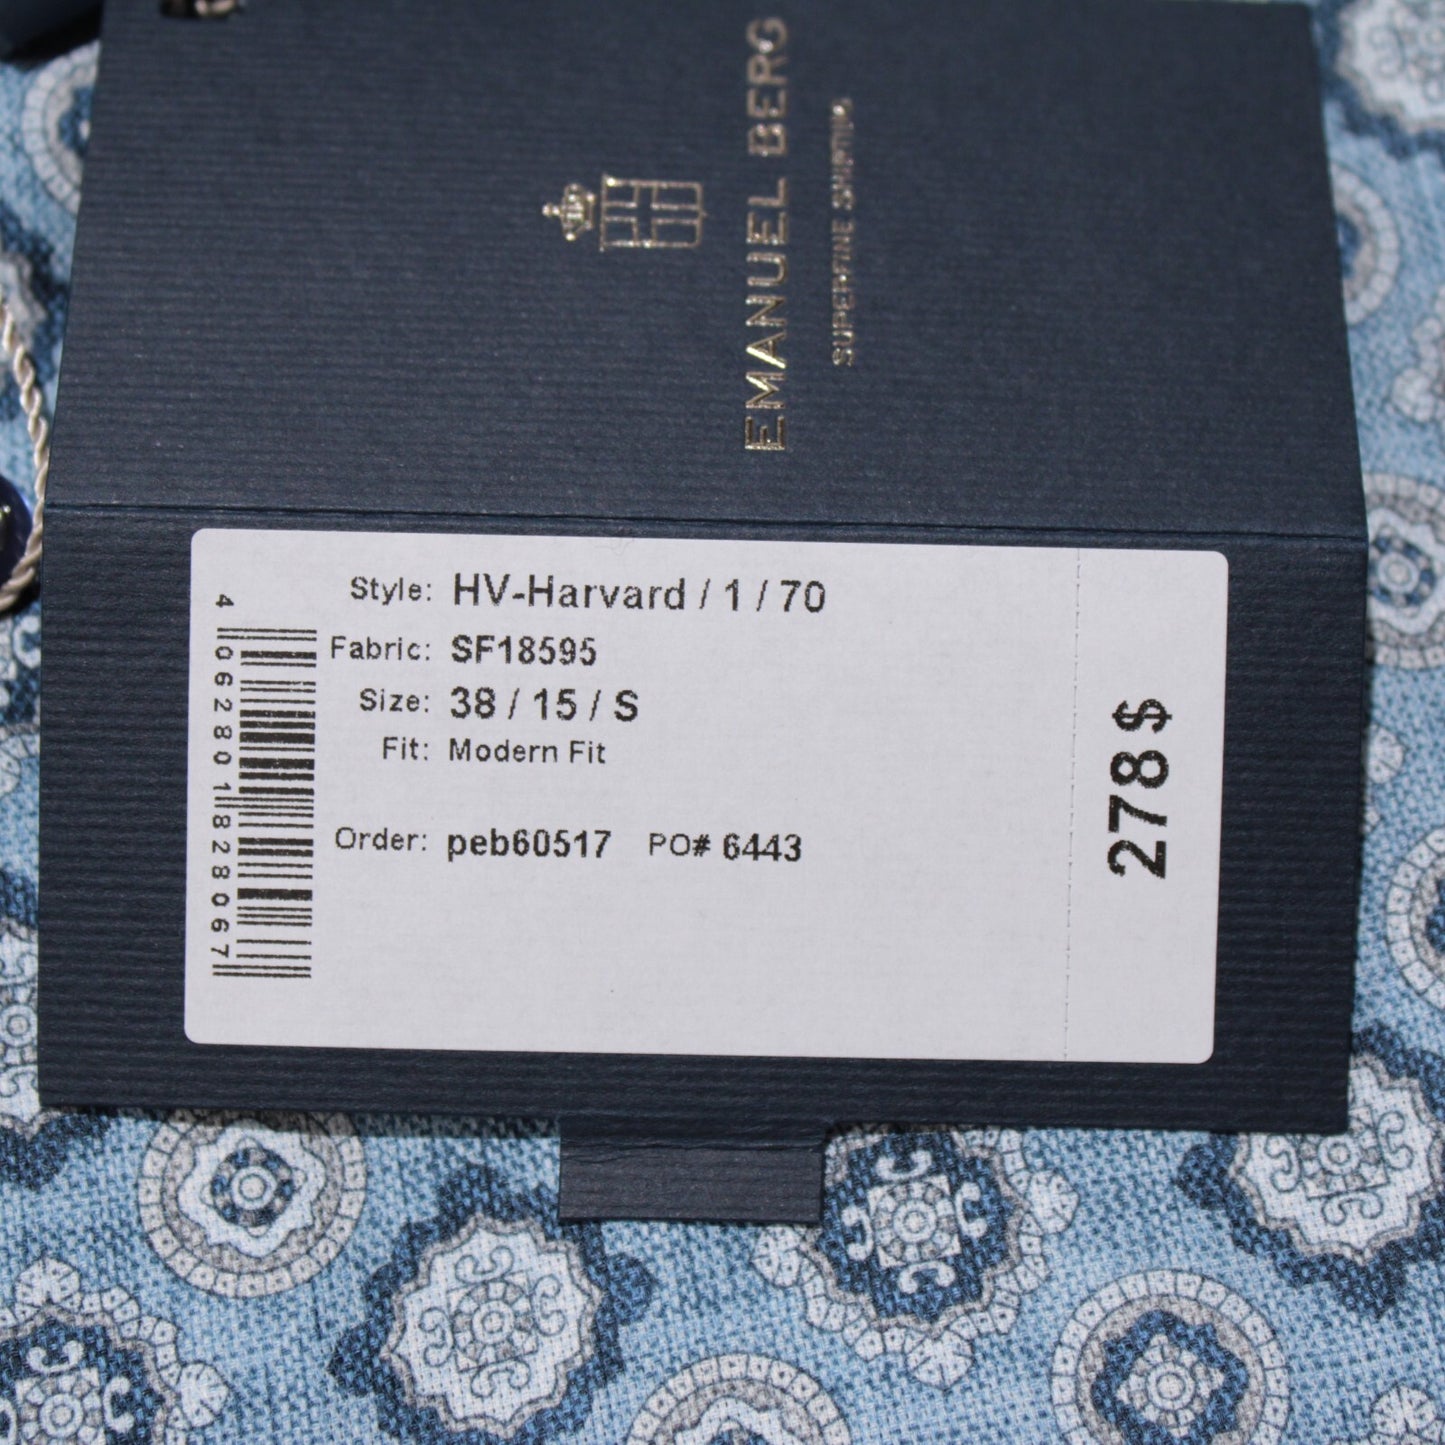 EMANUEL BERG
SUPERFINE SHIRTING
Style: HV-Harvard / 1 / 70
Fabric: SF18595
Size: 38 / 15 / S
Fit: Modern Fit
Order: peb60517 PO# 6443
4 062801 828067
278$